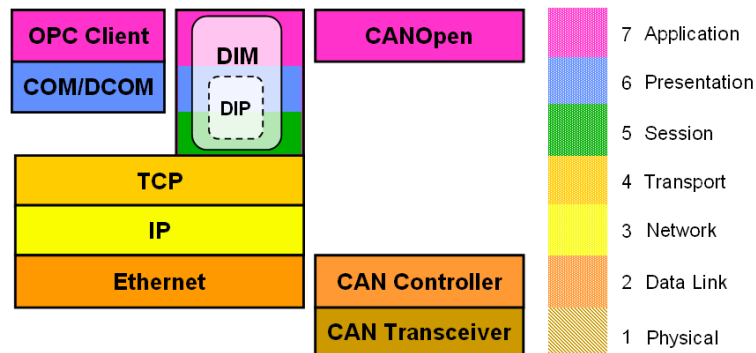 OPC Client
COM/DCOM
DIM
DIP
CANOpen
TCP
IP
Ethernet
CAN Controller
CAN Transceiver
7 Application
6 Presentation
5 Session
4 Transport
3 Network
2 Data Link
1 Physical